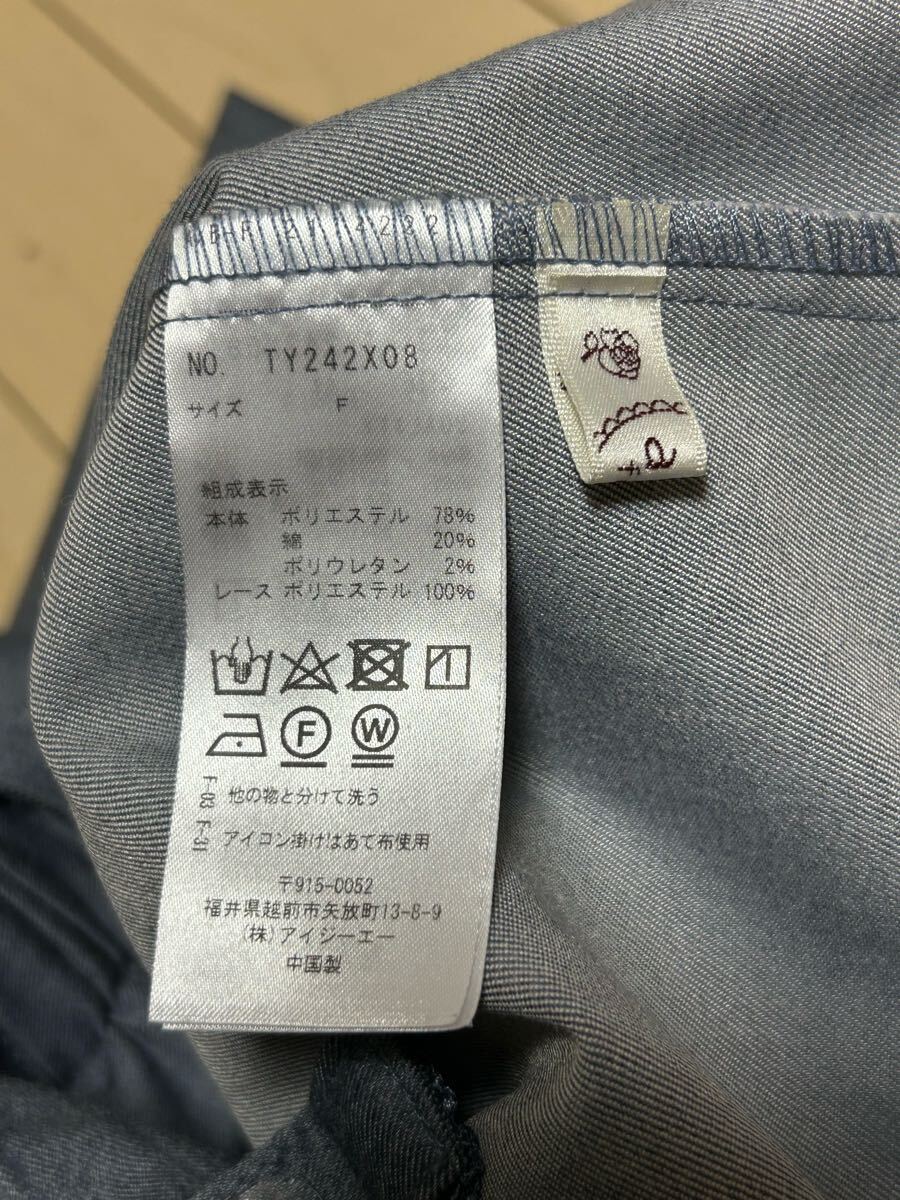 NO. TY242X08
サイズ F
組成表示
本体 ポリエステル 78%
綿 20%
ポリウレタン 2%
レース ポリエステル 100%
F
W
F-03 他の物と分けて洗う
F-31 アイロン掛けはあて布使用
〒915-0052
福井県越前市矢放町13-8-9
(株)アイジーエー
中国製